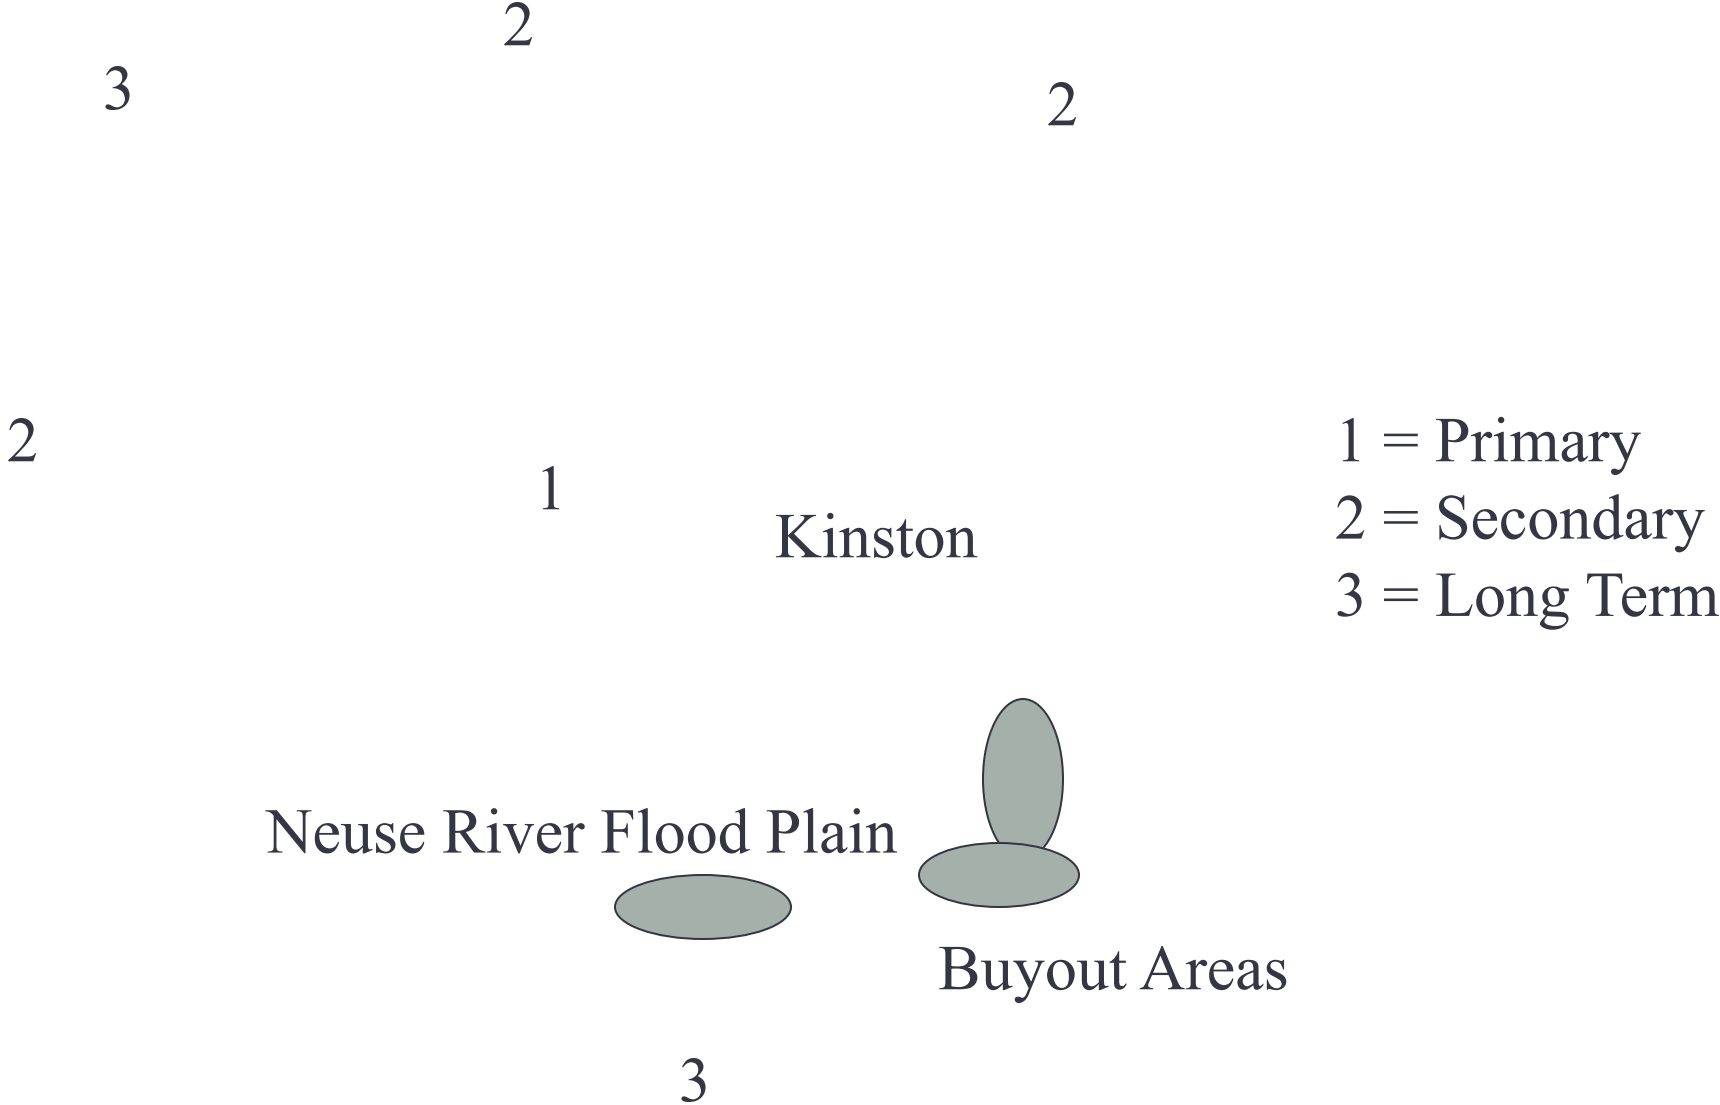 2
3
2
2
1
Kinston
1 = Primary
2 = Secondary
3 = Long Term
Neuse River Flood Plain
Buyout Areas
3